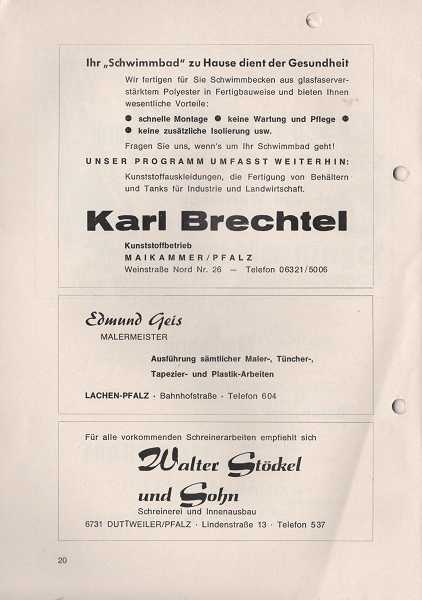 Ihr „Schwimmbad" zu Hause dient der Gesundheit
Wir fertigen für Sie Schwimmbecken aus glasfaserver-
stärktem Polyester in Fertigbauweise und bieten Ihnen
wesentliche Vorteile:
● schnelle Montage ● keine Wartung und Pflege ●
● keine zusätzliche Isolierung usw.
Fragen Sie uns, wenn's um Ihr Schwimmbad geht!
UNSER PROGRAMM UMFASST WEITERHIN:
Kunststoffauskleidungen, die Fertigung von Behältern
und Tanks für Industrie und Landwirtschaft.
Karl Brechtel
Kunststoffbetrieb
MAIKAMMER/PFALZ
Weinstraße Nord Nr. 26 — Telefon 06321/5006
Edmund Geis
MALERMEISTER
Ausführung sämtlicher Maler-, Tüncher-,
Tapezier- und Plastik-Arbeiten
LACHEN-PFALZ · Bahnhofstraße · Telefon 604
Für alle vorkommenden Schreinerarbeiten empfiehlt sich
Walter Stöckel
und Sohn
Schreinerei und Innenausbau
6731 DUTTWEILER/PFALZ · Lindenstraße 13 · Telefon 537
20